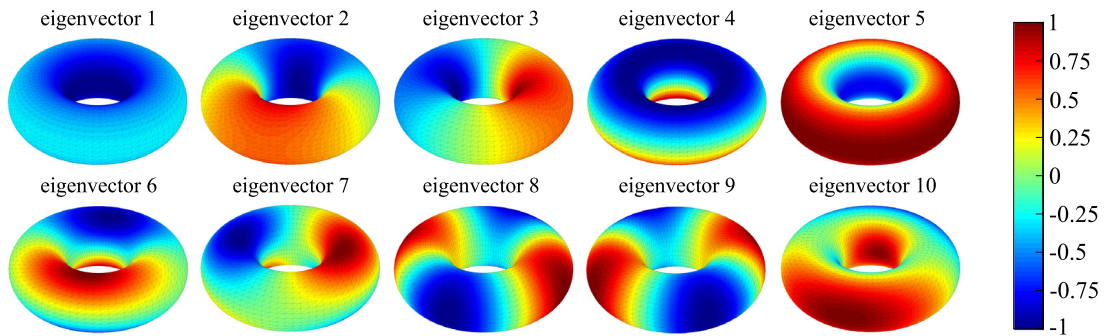 eigenvector 1
eigenvector 2
eigenvector 3
eigenvector 4
eigenvector 5
eigenvector 6
eigenvector 7
eigenvector 8
eigenvector 9
eigenvector 10
1
0.75
0.5
0.25
0
-0.25
-0.5
-0.75
-1